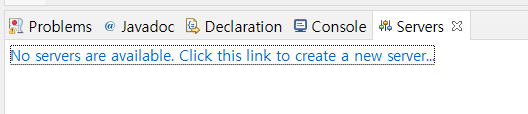 Problems @ Javadoc Declaration Console Servers
No servers are available. Click this link to create a new server...